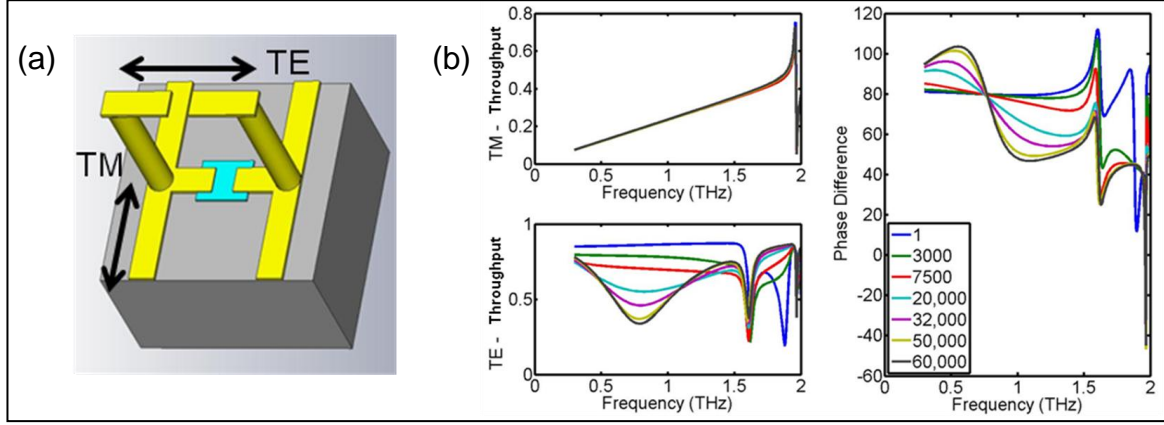 (a)
TE
TM
(b)
TM - Throughput
0.8
0.6
0.4
0.2
0
0 0.5 1 1.5 2
Frequency (THz)
TE - Throughput
1
0.5
0
0 0.5 1 1.5 2
Frequency (THz)
Phase Difference
120
100
80
60
40
20
0
-20
-40
-60
1
3000
7500
20,000
32,000
50,000
60,000
0 0.5 1 1.5 2
Frequency (THz)